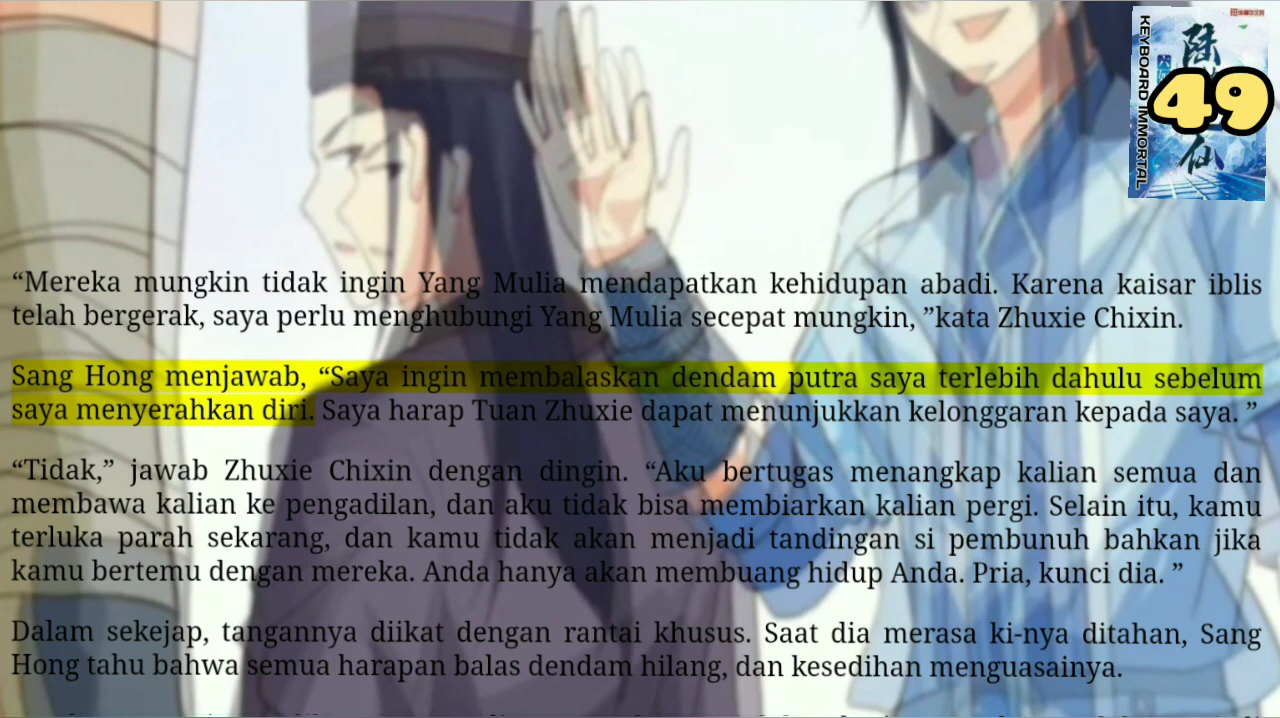 KEYBOARD IMMORTAL
陆
仙
49
“Mereka mungkin tidak ingin Yang Mulia mendapatkan kehidupan abadi. Karena kaisar iblis
telah bergerak, saya perlu menghubungi Yang Mulia secepat mungkin, ”kata Zhuxie Chixin.
Sang Hong menjawab, “Saya ingin membalaskan dendam putra saya terlebih dahulu sebelum
saya menyerahkan diri. Saya harap Tuan Zhuxie dapat menunjukkan kelonggaran kepada saya. ”
“Tidak,” jawab Zhuxie Chixin dengan dingin. “Aku bertugas menangkap kalian semua dan
membawa kalian ke pengadilan, dan aku tidak bisa membiarkan kalian pergi. Selain itu, kamu
terluka parah sekarang, dan kamu tidak akan menjadi tandingan si pembunuh bahkan jika
kamu bertemu dengan mereka. Anda hanya akan membuang hidup Anda. Pria, kunci dia. ”
Dalam sekejap, tangannya diikat dengan rantai khusus. Saat dia merasa ki-nya ditahan, Sang
Hong tahu bahwa semua harapan balas dendam hilang, dan kesedihan menguasainya.